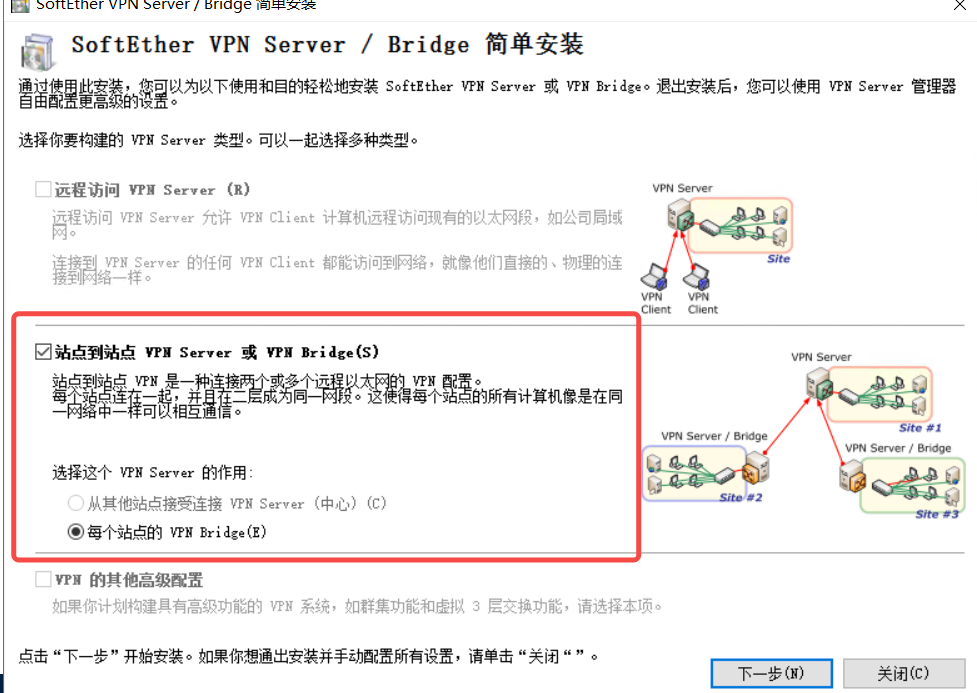 SoftEther VPN Server / Bridge 简单安装
SoftEther VPN Server / Bridge 简单安装
通过使用此安装，您可以为以下使用和目的轻松地安装 SoftEther VPN Server 或 VPN Bridge。退出安装后，您可以使用 VPN Server 管理器
自由配置更高级的设置。
选择你要构建的 VPN Server 类型。可以一起选择多种类型。
远程访问 VPN Server (R)
远程访问 VPN Server 允许 VPN Client 计算机远程访问现有的以太网段，如公司局域
网。
连接到 VPN Server 的任何 VPN Client 都能访问到网络，就像他们直接的、物理的连
接到网络一样。
VPN Server
Site
VPN
Client
VPN
Client
站点到站点 VPN Server 或 VPN Bridge(S)
站点到站点 VPN 是一种连接两个或多个远程以太网的 VPN 配置。
每个站点连在一起，并且在二层成为同一网段。这使得每个站点的所有计算机像是在同
一网络中一样可以相互通信。
选择这个 VPN Server 的作用:
从其他站点接受连接 VPN Server (中心) (C)
每个站点的 VPN Bridge(E)
VPN Server
Site #1
VPN Server / Bridge
Site #2
VPN Server / Bridge
Site #3
VPN 的其他高级配置
如果你计划构建具有高级功能的 VPN 系统，如群集功能和虚拟 3 层交换功能，请选择本项。
点击“下一步”开始安装。如果你想通出安装并手动配置所有设置，请单击“关闭“”。
下一步(N)
关闭(C)